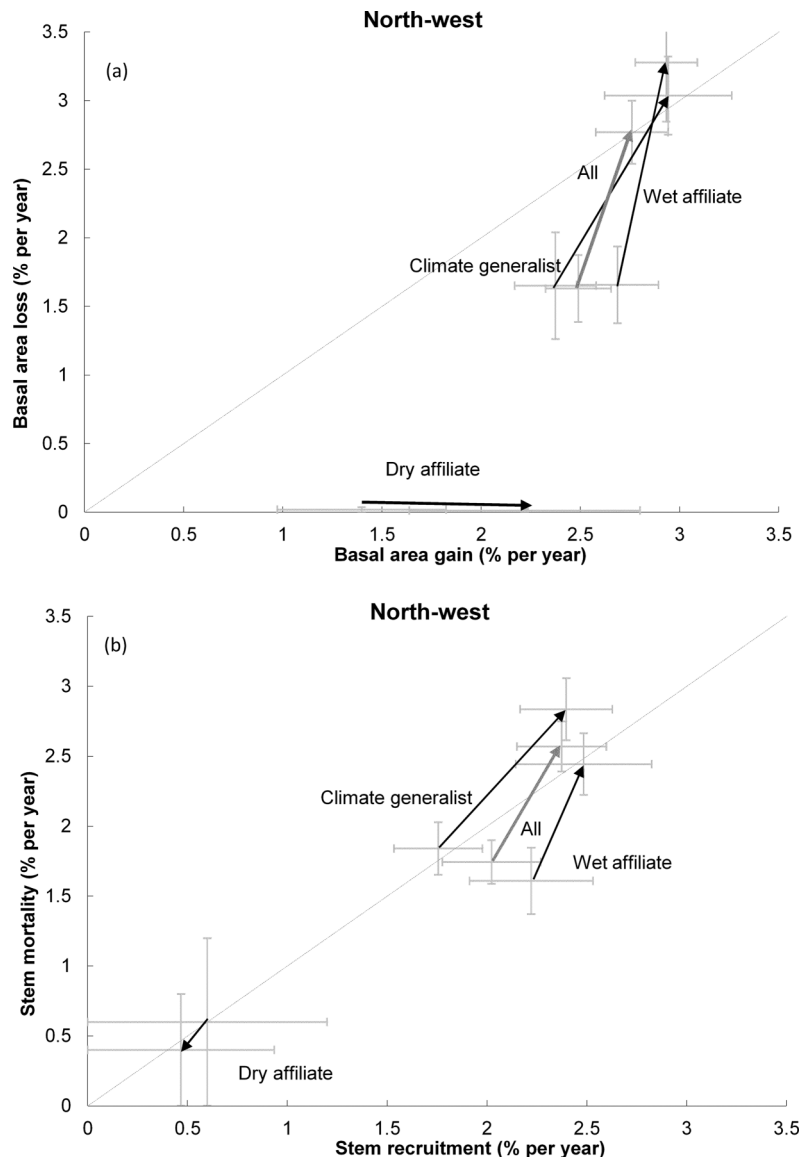 North-west
(a)
Basal area loss (% per year)
3.5
3
2.5
2
1.5
1
0.5
0
All
Wet affiliate
Climate generalist
Dry affiliate
0 0.5 1 1.5 2 2.5 3 3.5
Basal area gain (% per year)
North-west
(b)
Stem mortality (% per year)
3.5
3
2.5
2
1.5
1
0.5
0
Climate generalist
All
Wet affiliate
Dry affiliate
0 0.5 1 1.5 2 2.5 3 3.5
Stem recruitment (% per year)